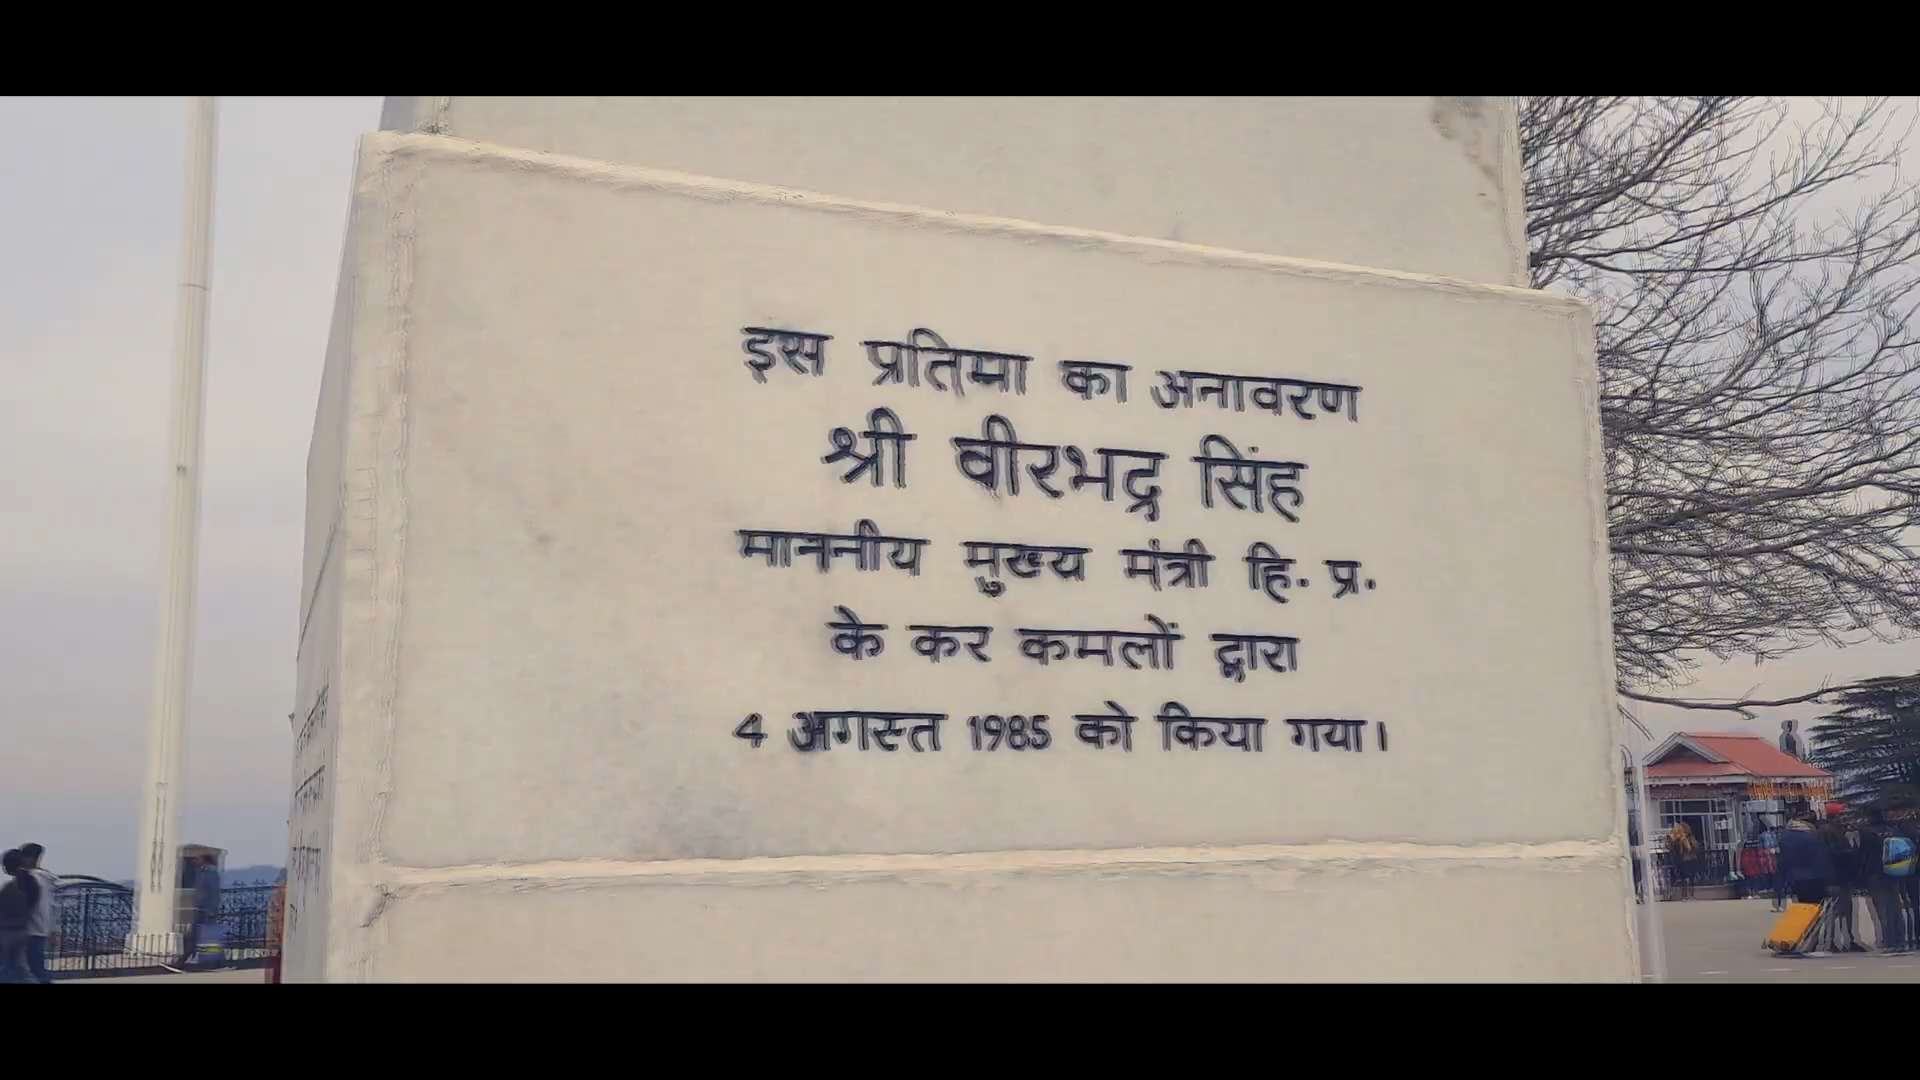 इस प्रतिमा का अनावरण
श्री वीरभद्र सिंह
माननीय मुख्य मंत्री हि. प्र.
के कर कमलों द्वारा
4 अगस्त 1985 को किया गया।